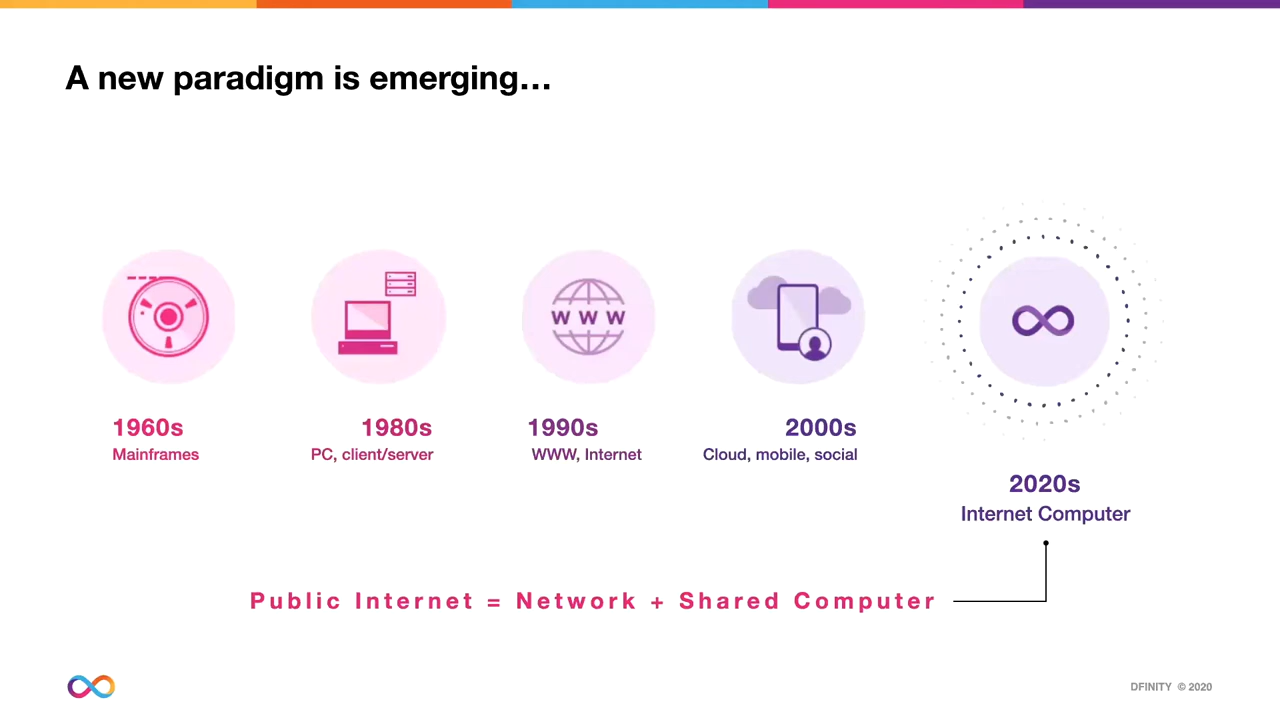 A new paradigm is emerging…
W W W
1960s
Mainframes
1980s
PC, client/server
1990s
WWW, Internet
2000s
Cloud, mobile, social
2020s
Internet Computer
Public Internet = Network + Shared Computer
DFINITY © 2020